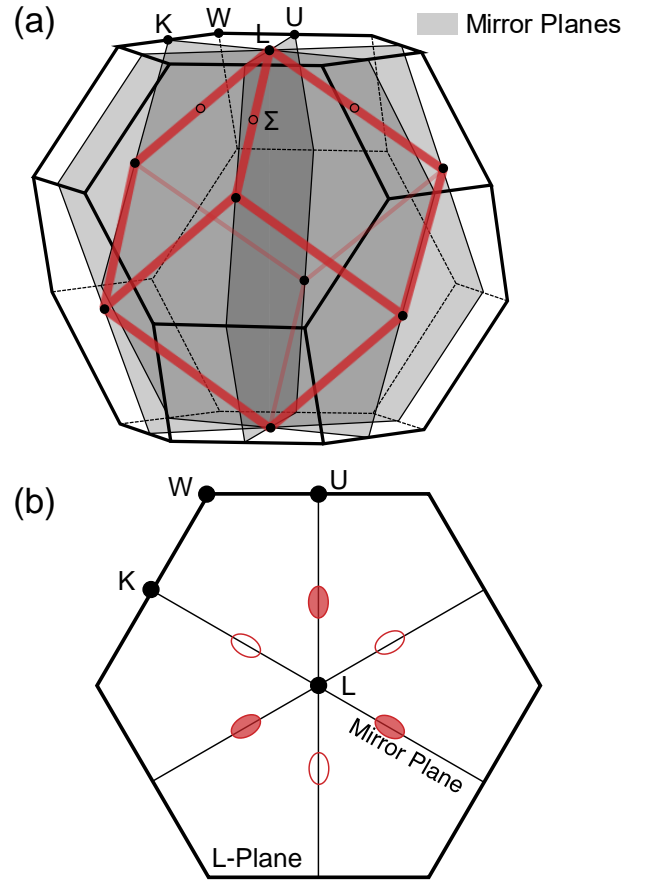 (a)
K
W
L
U
Mirror Planes
Σ
(b)
W
U
K
L
Mirror Plane
L-Plane